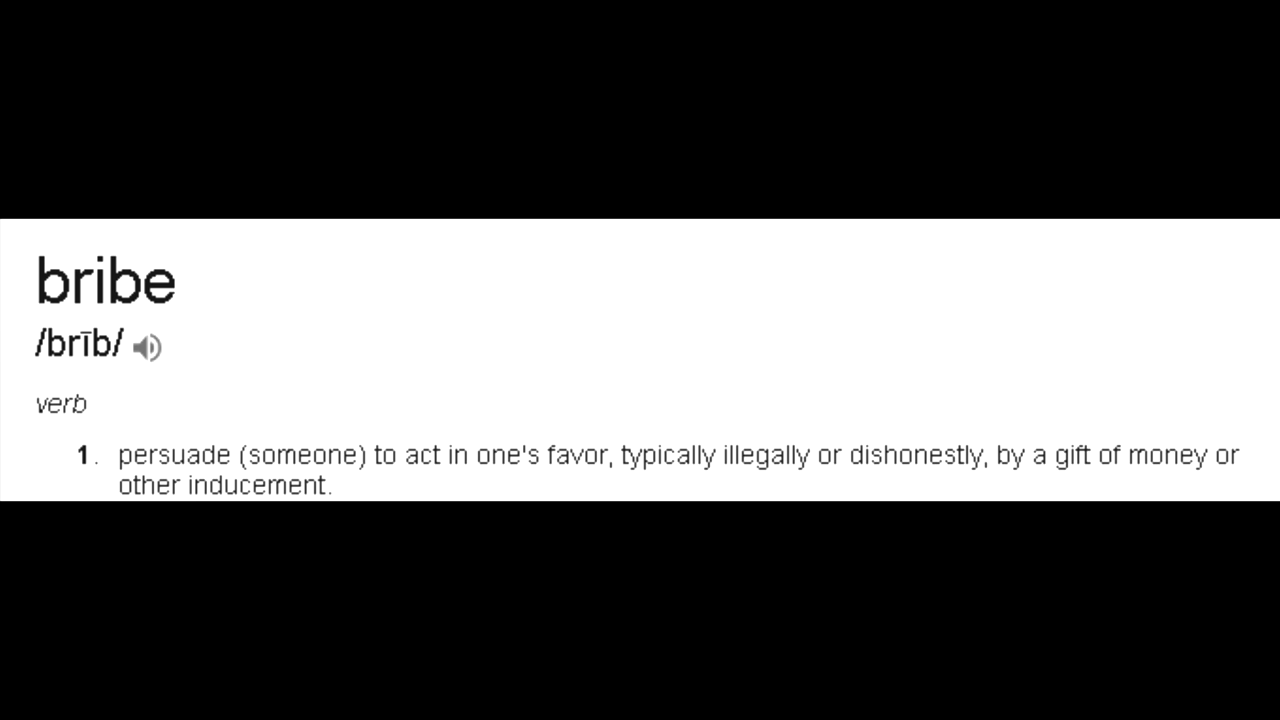 bribe
/brīb/
verb
1. persuade (someone) to act in one's favor, typically illegally or dishonestly, by a gift of money or
other inducement.